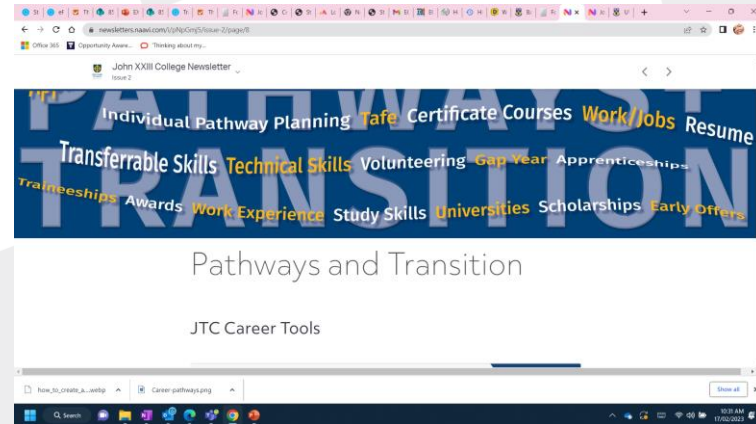 newsletters.naavi.com/i/pNpGmjS/issue-2/page/8
Office 365 Opportunity Aware... Thinking about my...
John XXIII College Newsletter
Issue 2
PATHWAYS
Individual Pathway Planning Tafe Certificate Courses Work/Jobs Resume
TRANSITION
Transferrable Skills Technical Skills Volunteering Gap Year Apprenticeships
Traineeships Awards Work Experience Study Skills Universities Scholarships Early Offers
Pathways and Transition
JTC Career Tools
how_to_create_a....webp Career-pathways.png Show all
Search
10:31 AM
17/02/2023